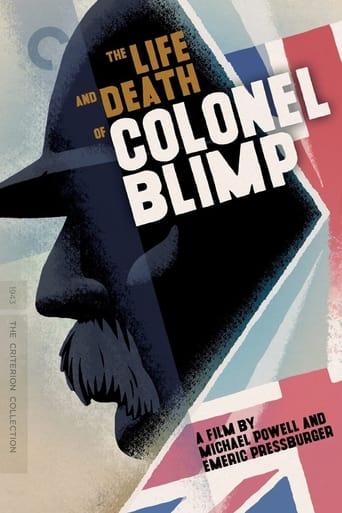 THE LIFE
AND DEATH
OF COLONEL
BLIMP
A FILM BY
MICHAEL POWELL AND
EMERIC PRESSBURGER
1943 THE CRITERION COLLECTION